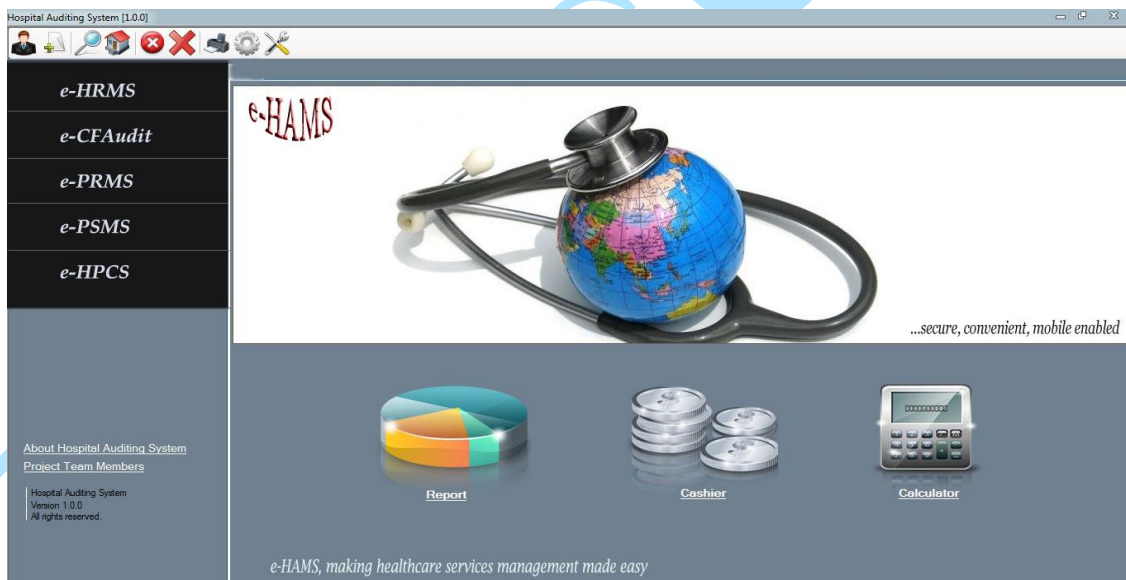 Hospital Auditing System [1.0.0]
e-HRMS
e-CFAudit
e-PRMS
e-PSMS
e-HPCS
e-HAMS
...secure, convenient, mobile enabled
Report
Cashier
Calculator
About Hospital Auditing System
Project Team Members
Hospital Auditing System
Version 1.0.0
All rights reserved.
e-HAMS, making healthcare services management made easy